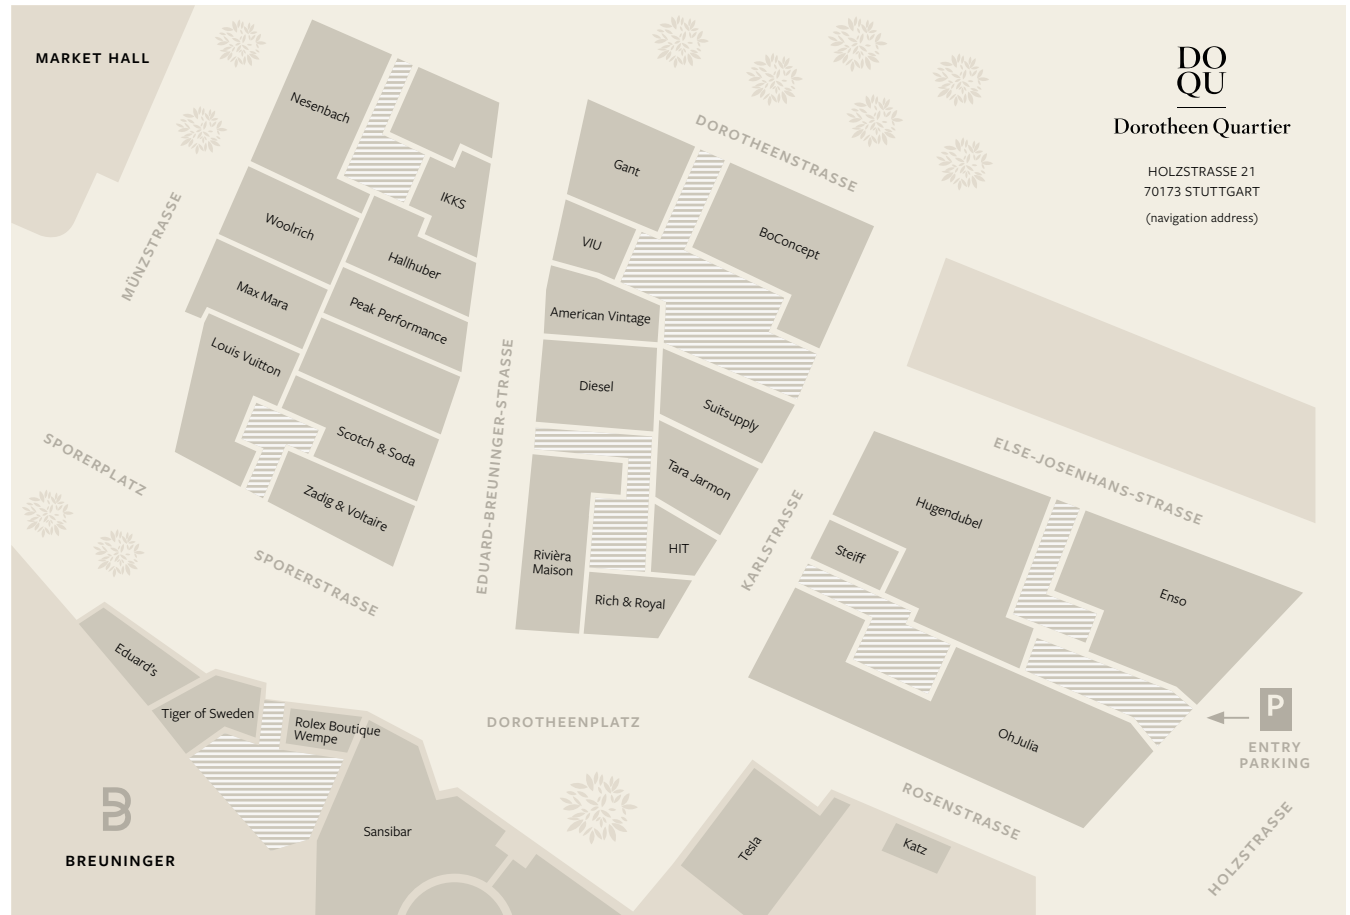 MARKET HALL
DO
QU
Dorotheen Quartier
HOLZSTRASSE 21
70173 STUTTGART
(navigation address)
Nesenbach
IKKS
Woolrich
Hallhuber
Max Mara
Peak Performance
Louis Vuitton
Scotch & Soda
Zadig & Voltaire
MÜNZSTRASSE
SPORERPLATZ
SPORERSTRASSE
EDUARD-BREUNINGER-STRASSE
DOROTHEENSTRASSE
Gant
VIU
BoConcept
American Vintage
Diesel
Suitsupply
Tara Jarmon
HIT
Rivièra
Maison
Rich & Royal
KARLSTRASSE
ELSE-JOSENHANS-STRASSE
Hugendubel
Steiff
Enso
OhJulia
P
ENTRY
PARKING
HOLZSTRASSE
ROSENSTRASSE
DOROTHEENPLATZ
Eduard's
Tiger of Sweden
Rolex Boutique
Wempe
Sansibar
Tesla
Katz
B
BREUNINGER